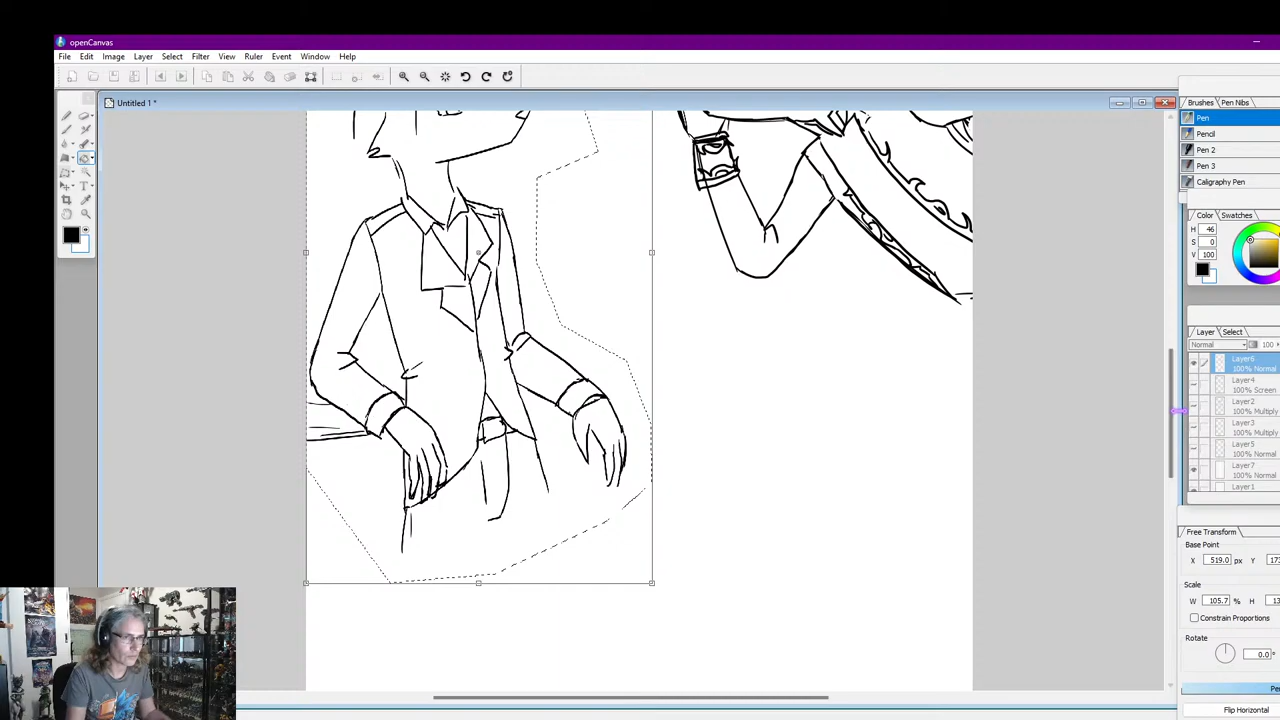 openCanvas
File Edit Image Layer Select Filter View Ruler Event Window Help
Untitled 1 *
Brushes Pen Nibs
Pen
Pencil
Pen 2
Pen 3
Caligraphy Pen
Color Swatches
H 46
S 0
V 100
Layer Select
Normal 100
Layer6
100% Normal
Layer4
100% Screen
Layer2
100% Multiply
Layer3
100% Multiply
Layer5
100% Normal
Layer7
100% Normal
Layer1
Free Transform
Base Point
X 519.0 px Y 173
Scale
W 105.7 % H 13
Constrain Proportions
Rotate
0.0 °
Flip Horizontal